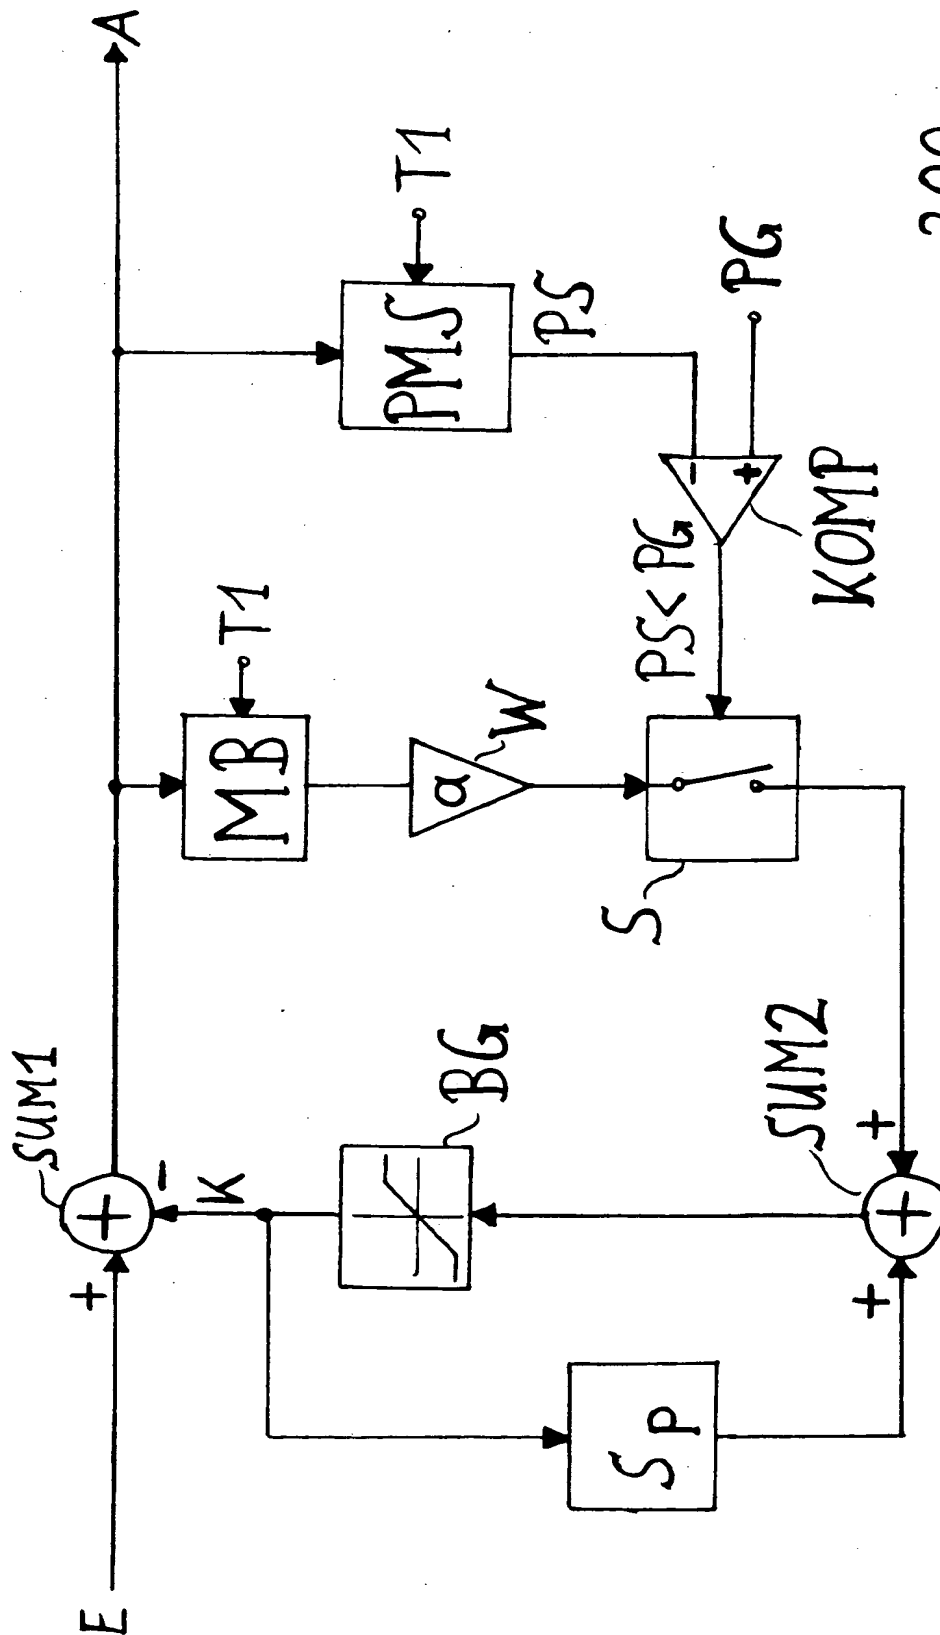 E
+
SUM1
+
-
K
A
MB
T1
PMS
T1
PS
a
W
BG
PS<PG
-
+
PG
KOMP
S
Sp
SUM2
+
+
+